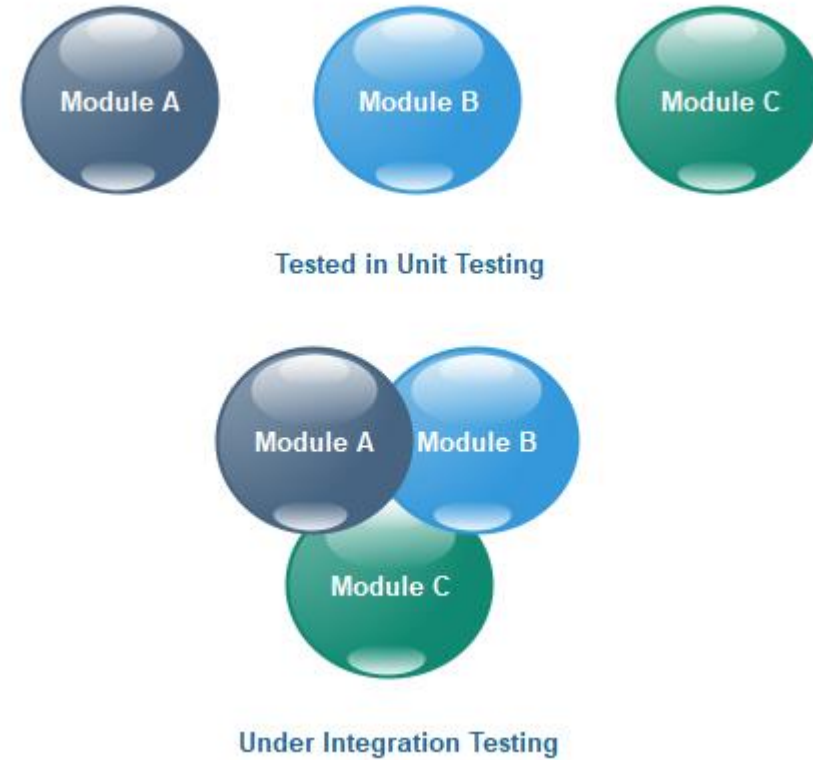 Module A
Module B
Module C
Tested in Unit Testing
Module A
Module B
Module C
Under Integration Testing